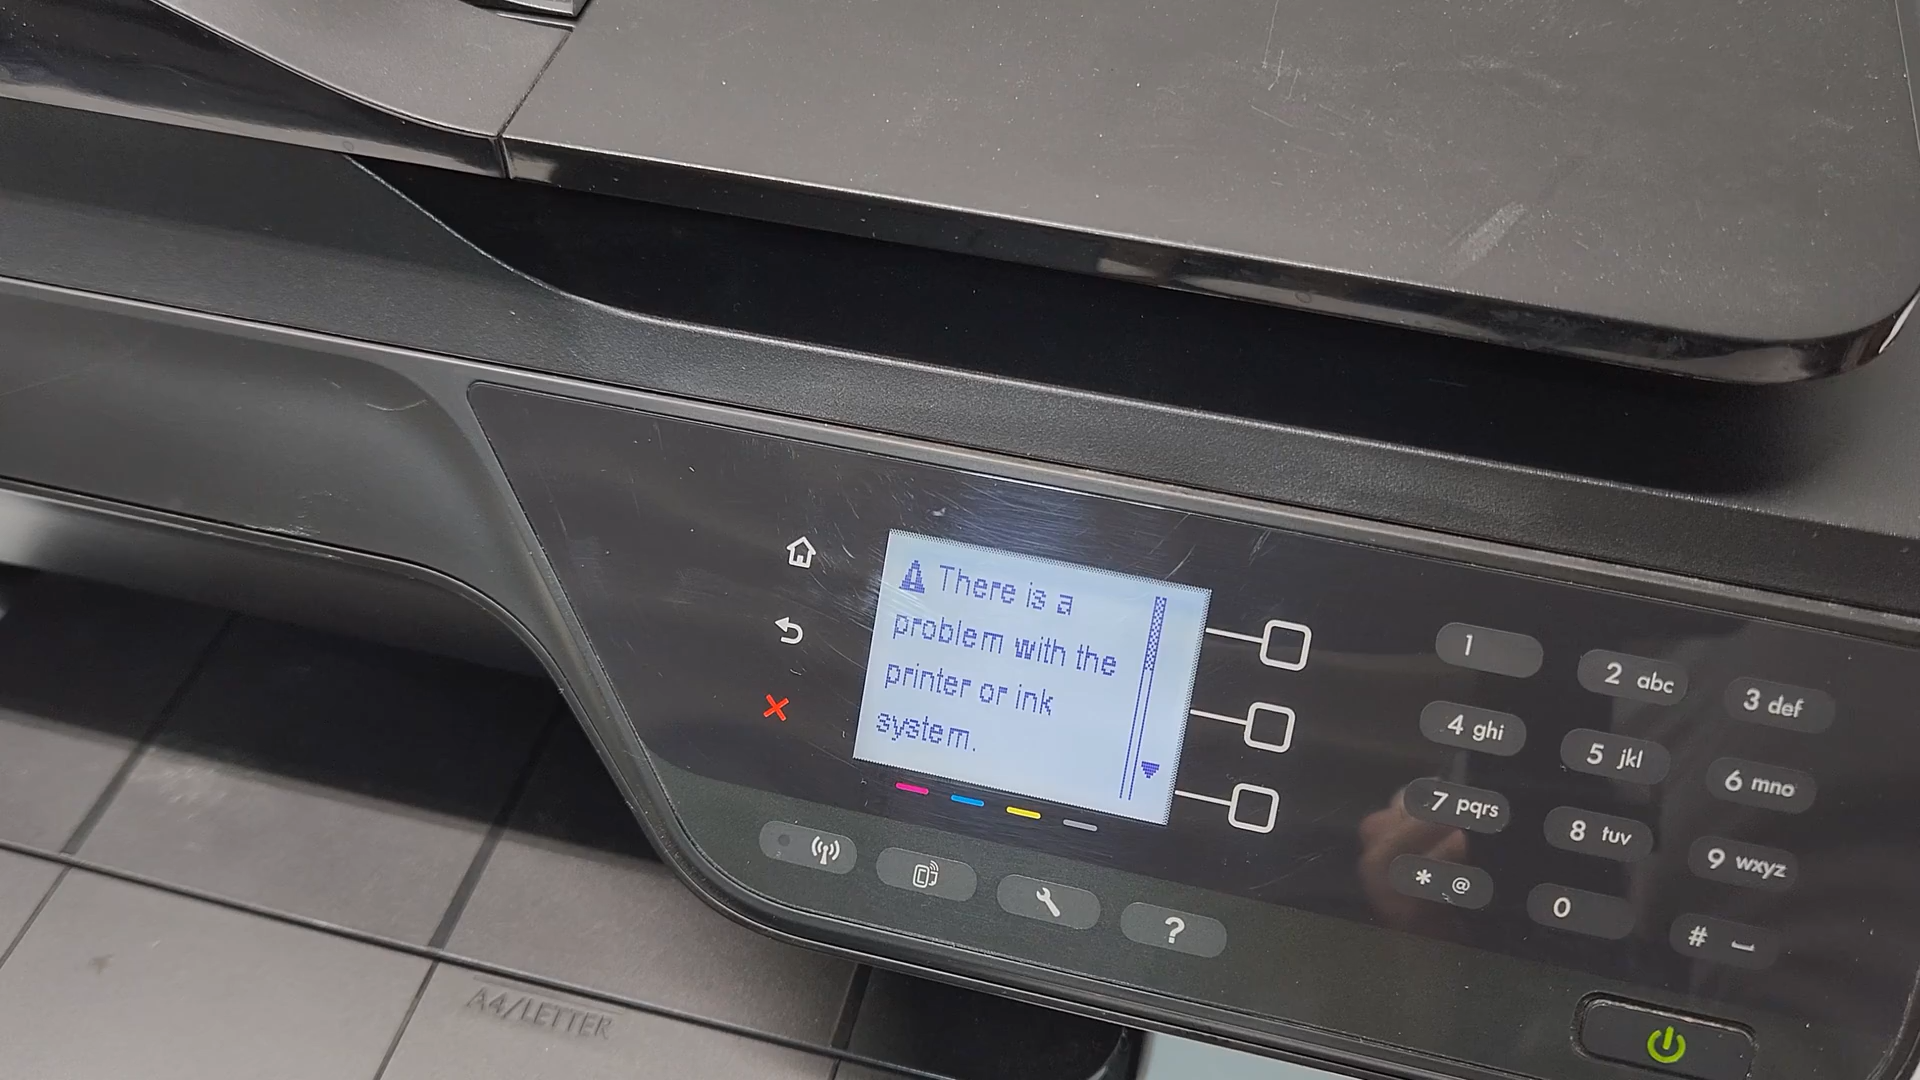 There is a
problem with the
printer or ink
system.
1
2 abc
3 def
4 ghi
5 jkl
6 mno
7 pqrs
8 tuv
9 wxyz
* @
0
#
?
A4/LETTER